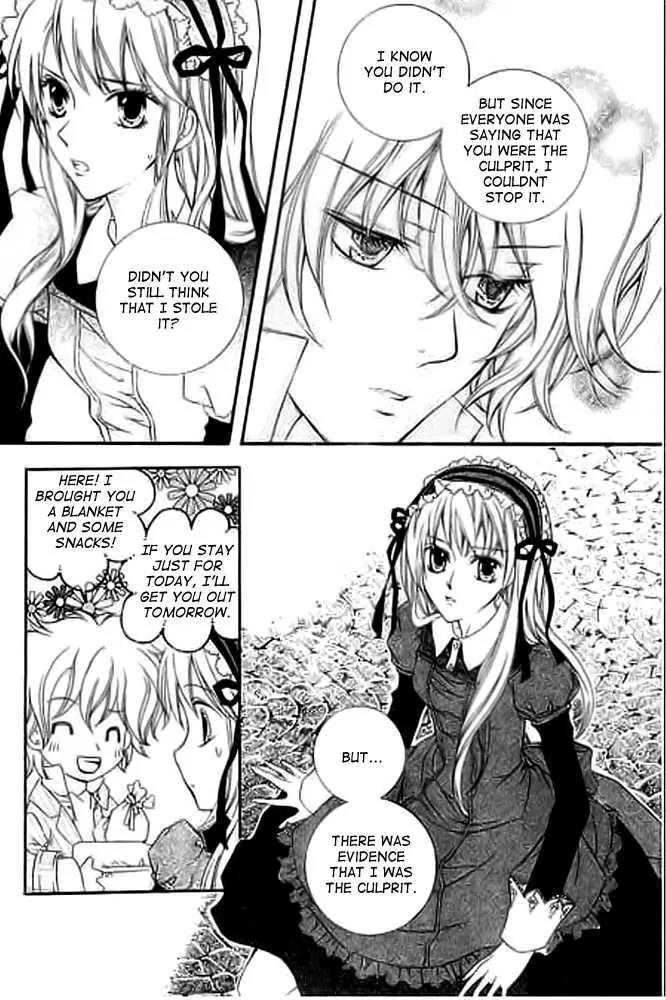 DIDN'T YOU
STILL THINK
THAT I STOLE
IT?
I KNOW
YOU DIDN'T
DO IT.
BUT SINCE
EVERYONE WAS
SAYING THAT
YOU WERE THE
CULPRIT, I
COULDNT
STOP IT.
HERE! I
BROUGHT YOU
A BLANKET
AND SOME
SNACKS!
IF YOU STAY
JUST FOR
TODAY, I'LL
GET YOU OUT
TOMORROW.
BUT...
THERE WAS
EVIDENCE
THAT I WAS
THE CULPRIT.